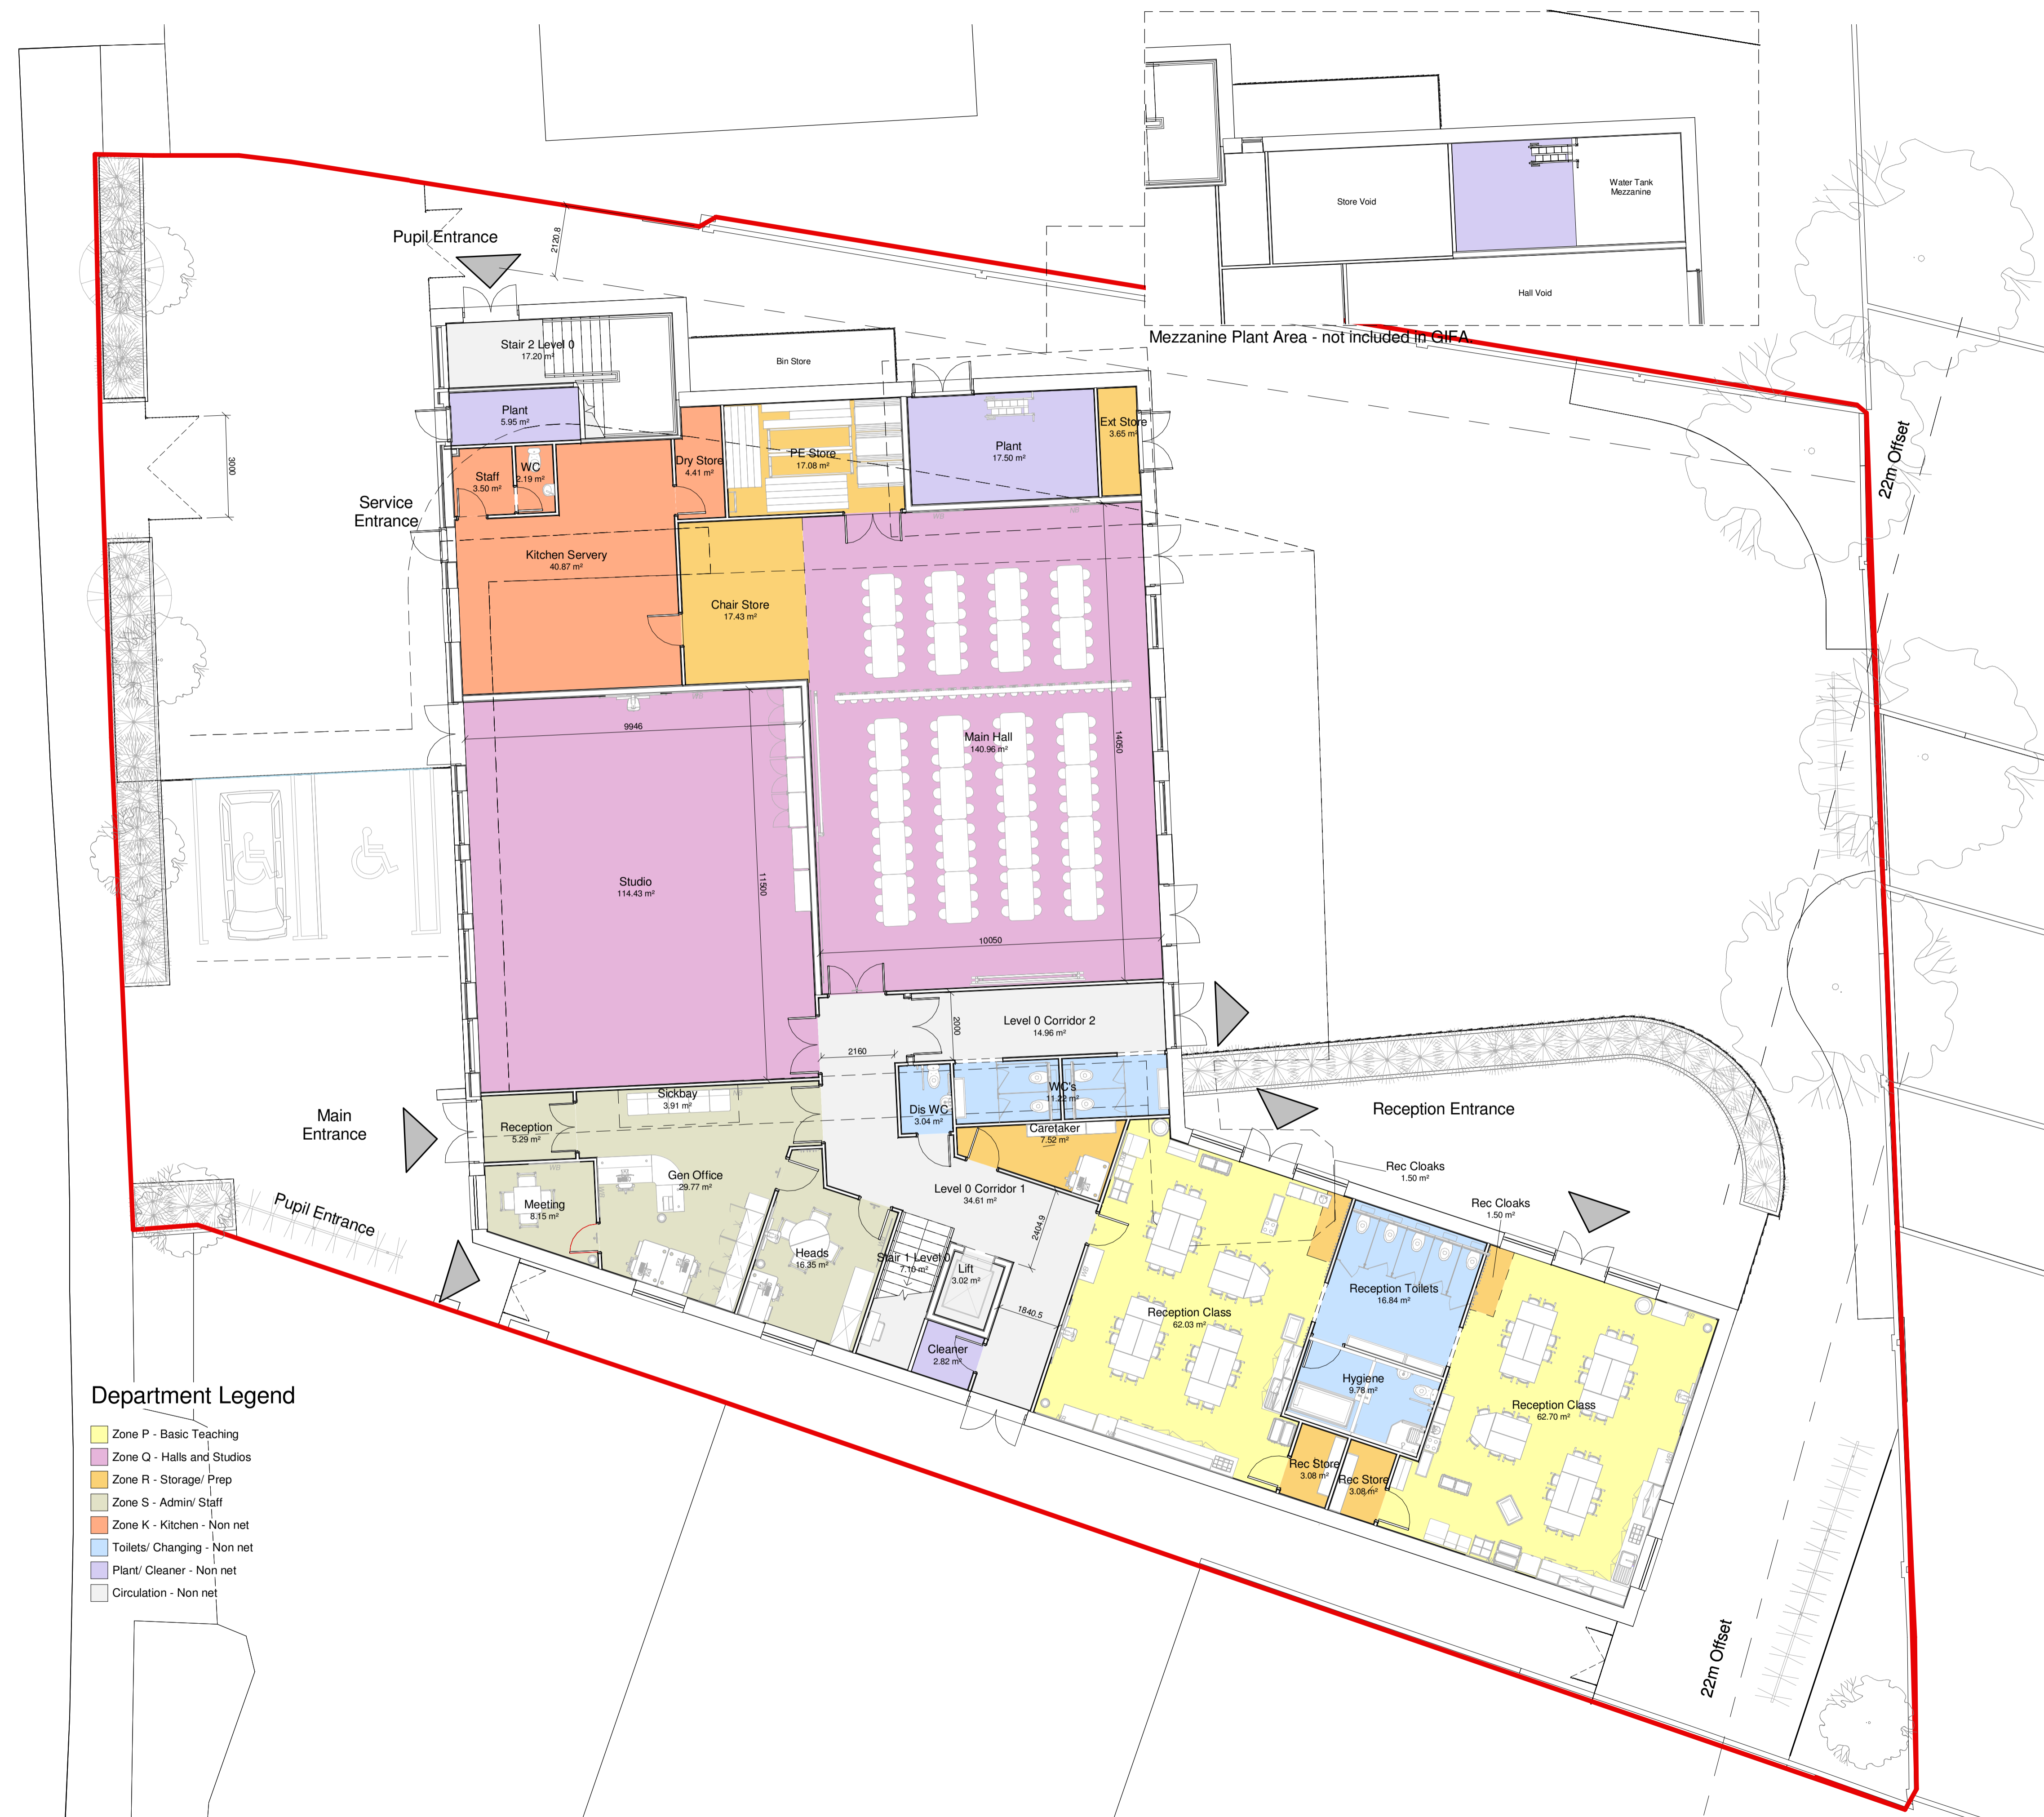 Store Void
Water Tank
Mezzanine
Hall Void
Mezzanine Plant Area - not included in GIFA
Pupil Entrance
2120.8
Stair 2 Level 0
17.20 m²
Bin Store
Plant
5.95 m²
3000
Service
Entrance
Staff
3.50 m²
WC
2.19 m²
Dry Store
4.41 m²
PE Store
17.08 m²
Plant
17.50 m²
Ext Store
3.65 m²
22m Offset
Kitchen Servery
40.87 m²
Chair Store
17.43 m²
9946
Main Hall
140.96 m²
14050
Studio
114.43 m²
11500
10050
2160
2000
Level 0 Corridor 2
14.96 m²
Main
Entrance
Reception
5.29 m²
Sickbay
3.91 m²
Dis WC
3.04 m²
WC's
11.22 m²
Caretaker
7.52 m²
Reception Entrance
Meeting
8.15 m²
Gen Office
29.77 m²
Level 0 Corridor 1
34.61 m²
Rec Cloaks
1.50 m²
Rec Cloaks
1.50 m²
Pupil Entrance
Heads
16.35 m²
Stair 1 Level 0
7.10 m²
Lift
3.02 m²
2404.9
1840.5
Cleaner
2.82 m²
Reception Class
62.03 m²
Reception Toilets
16.84 m²
Hygiene
9.78 m²
Reception Class
62.70 m²
Rec Store
3.08 m²
Rec Store
3.08 m²
22m Offset
Department Legend
Zone P - Basic Teaching
Zone Q - Halls and Studios
Zone R - Storage/ Prep
Zone S - Admin/ Staff
Zone K - Kitchen - Non net
Toilets/ Changing - Non net
Plant/ Cleaner - Non net
Circulation - Non net